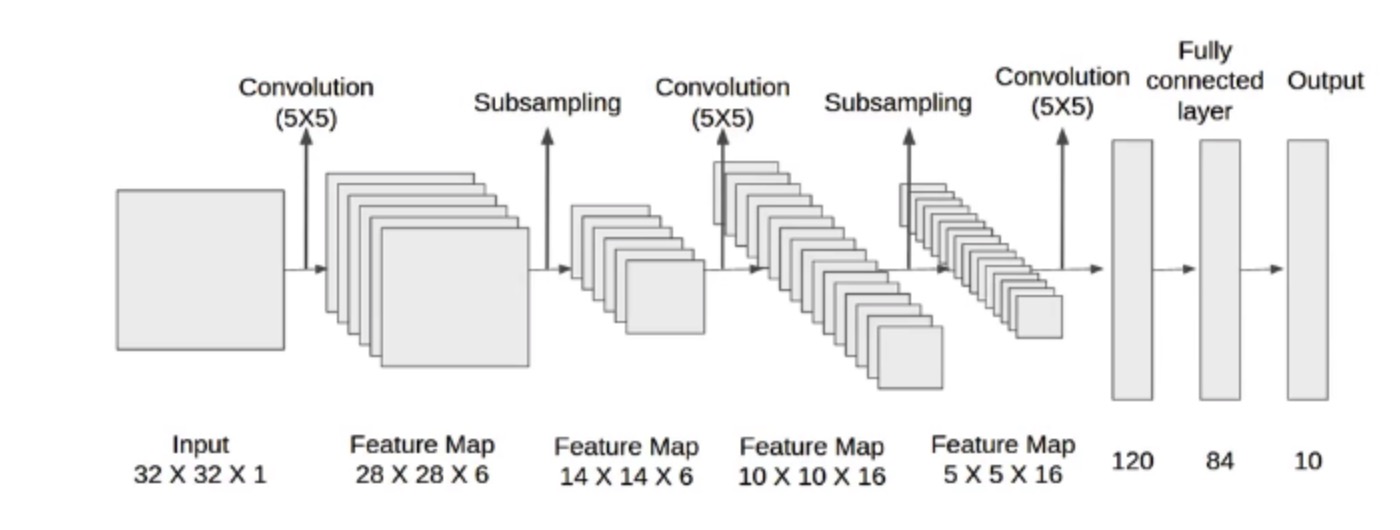 Convolution
(5X5)
Subsampling
Convolution
(5X5)
Subsampling
Convolution
(5X5)
Fully
connected
layer
Output
Input
32 X 32 X 1
Feature Map
28 X 28 X 6
Feature Map
14 X 14 X 6
Feature Map
10 X 10 X 16
Feature Map
5 X 5 X 16
120
84
10